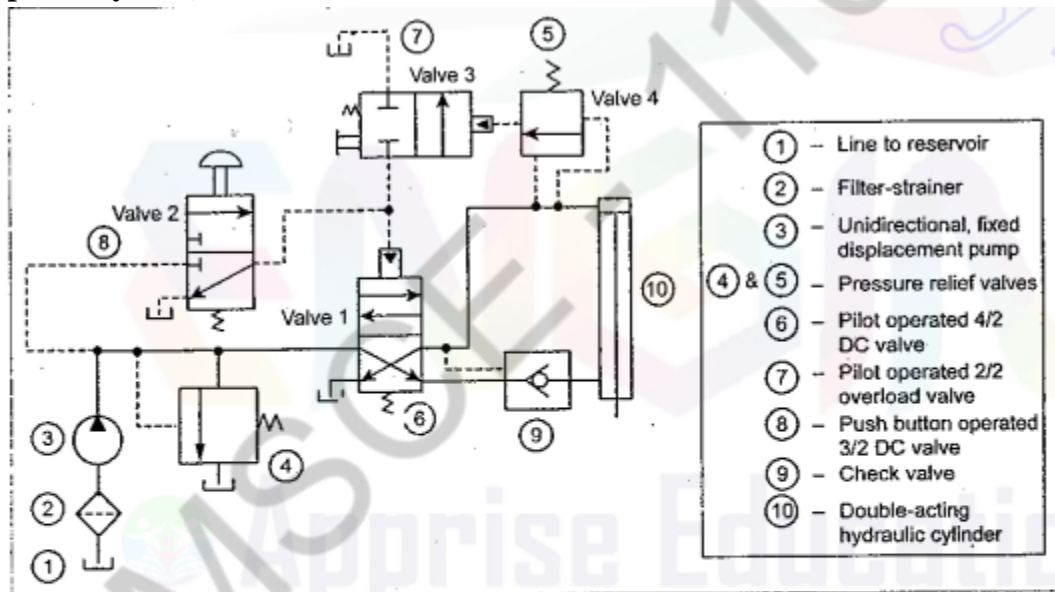 7
5
Valve 3
Valve 4
Valve 2
8
Valve 1
10
6
9
3
4
2
1
1 – Line to reservoir
2 – Filter-strainer
3 – Unidirectional, fixed
displacement pump
4 & 5 – Pressure relief valves
6 – Pilot operated 4/2
DC valve
7 – Pilot operated 2/2
overload valve
8 – Push button operated
3/2 DC valve
9 – Check valve
10 – Double-acting
hydraulic cylinder
Apprise Educatio